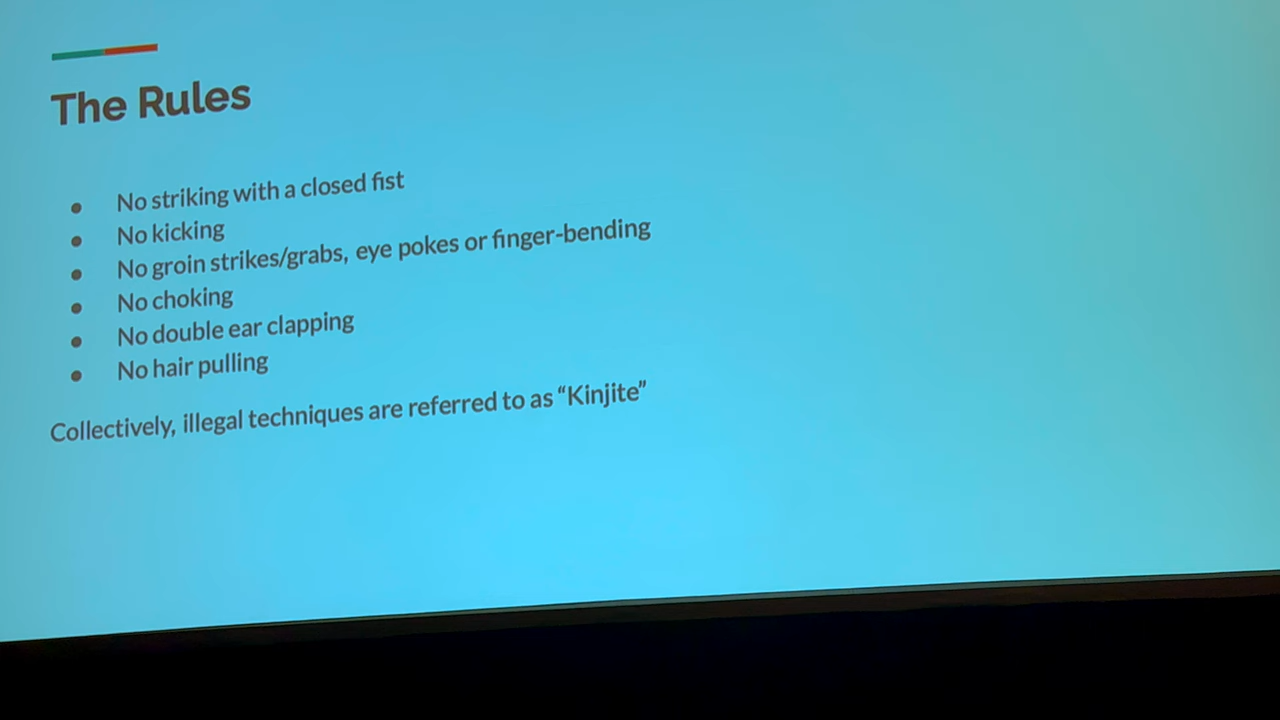 The Rules
● No striking with a closed fist
● No kicking
● No groin strikes/grabs, eye pokes or finger-bending
● No choking
● No double ear clapping
● No hair pulling
Collectively, illegal techniques are referred to as “Kinjite”